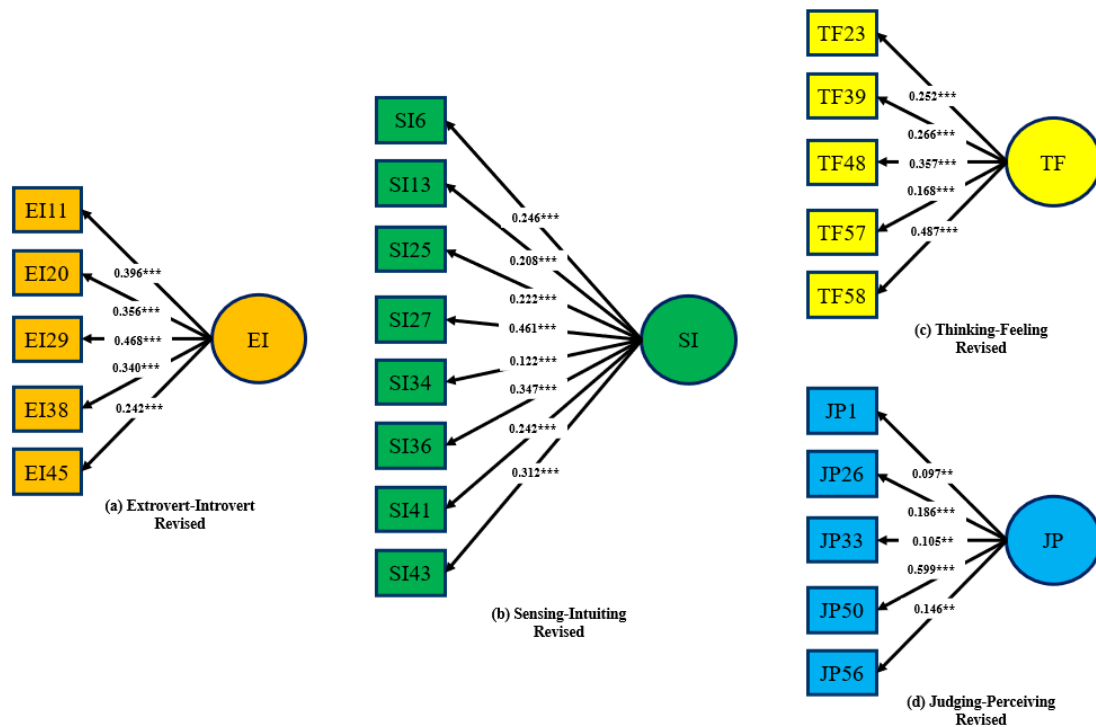 EI11
EI20
EI29
EI38
EI45
0.396***
0.356***
0.468***
0.340***
0.242***
EI
(a) Extrovert-Introvert
Revised
SI6
SI13
SI25
SI27
SI34
SI36
SI41
SI43
0.246***
0.208***
0.222***
0.461***
0.122***
0.347***
0.242***
0.312***
SI
(b) Sensing-Intuiting
Revised
TF23
TF39
TF48
TF57
TF58
0.252***
0.266***
0.357***
0.168***
0.487***
TF
(c) Thinking-Feeling
Revised
JP1
JP26
JP33
JP50
JP56
0.097**
0.186***
0.105**
0.599***
0.146**
JP
(d) Judging-Perceiving
Revised